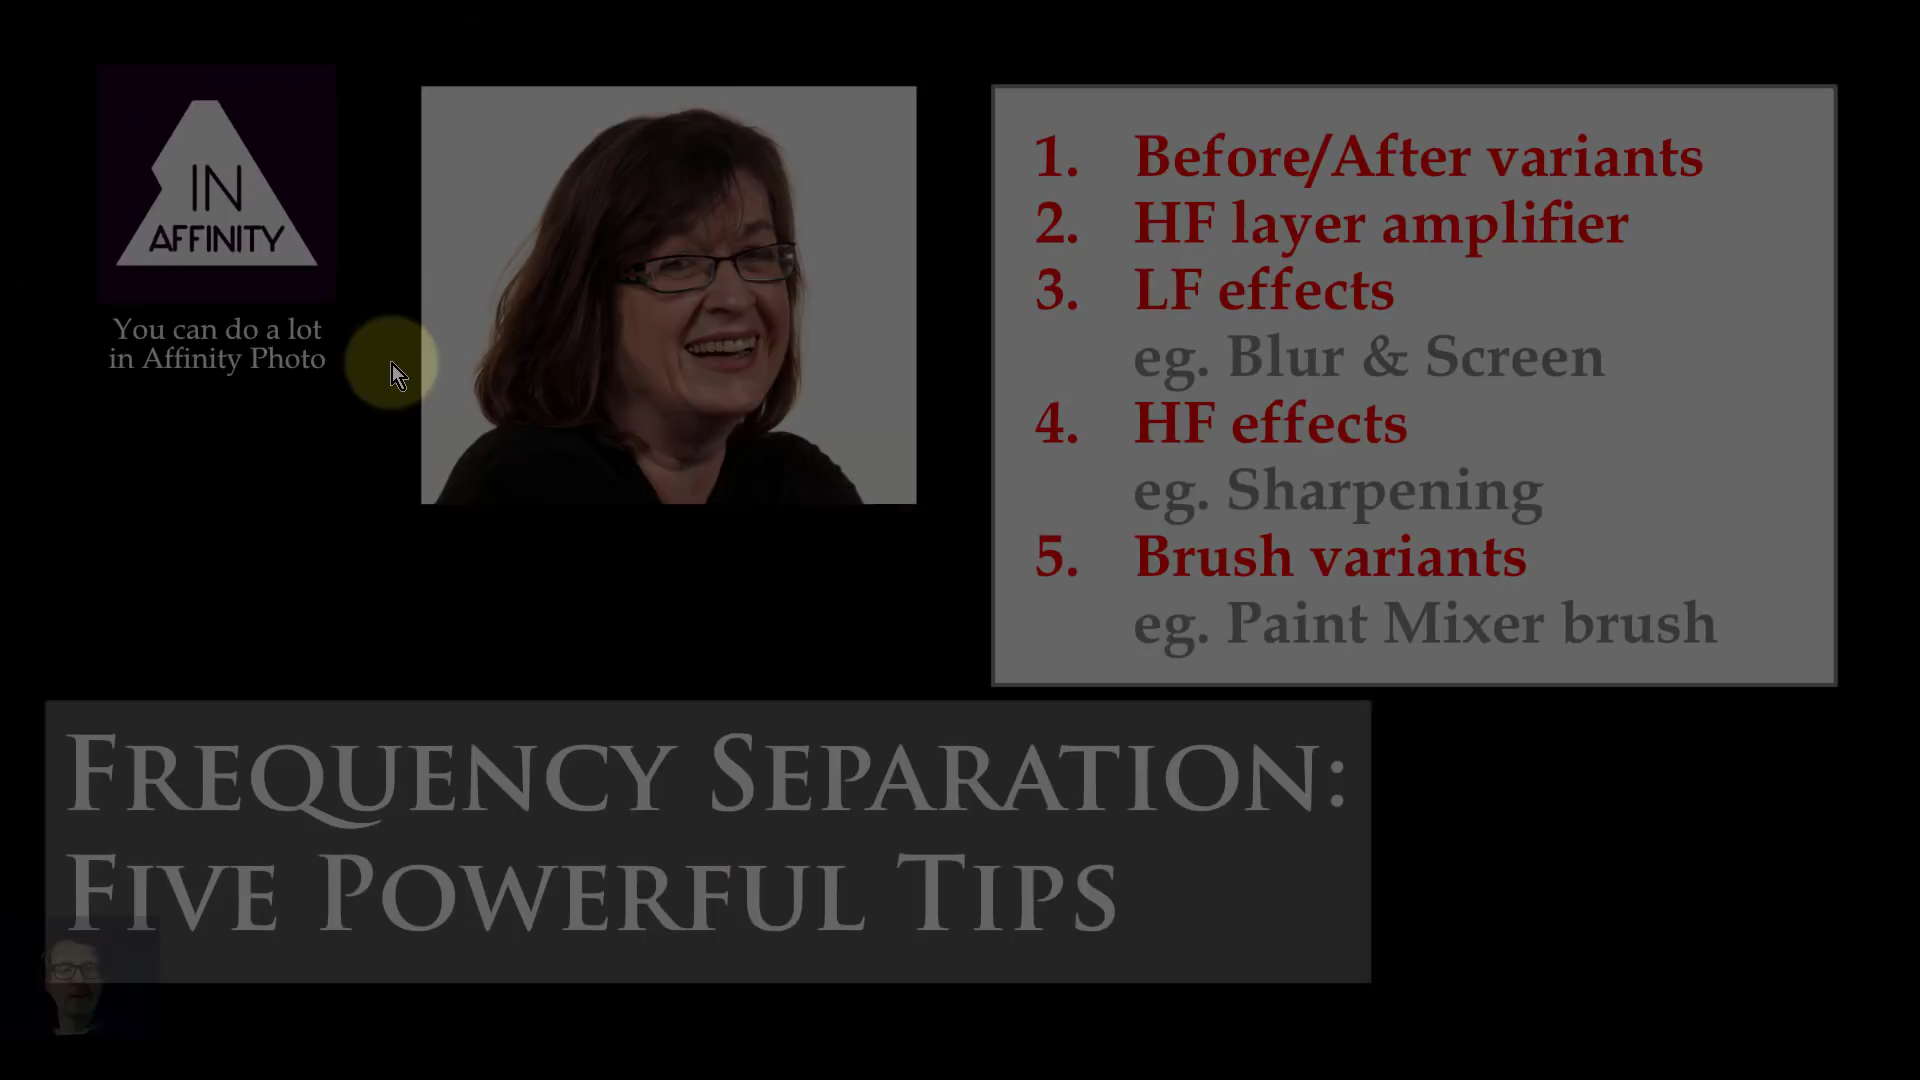 IN
AFFINITY
You can do a lot
in Affinity Photo
1. Before/After variants
2. HF layer amplifier
3. LF effects
eg. Blur & Screen
4. HF effects
eg. Sharpening
5. Brush variants
eg. Paint Mixer brush
FREQUENCY SEPARATION:
FIVE POWERFUL TIPS